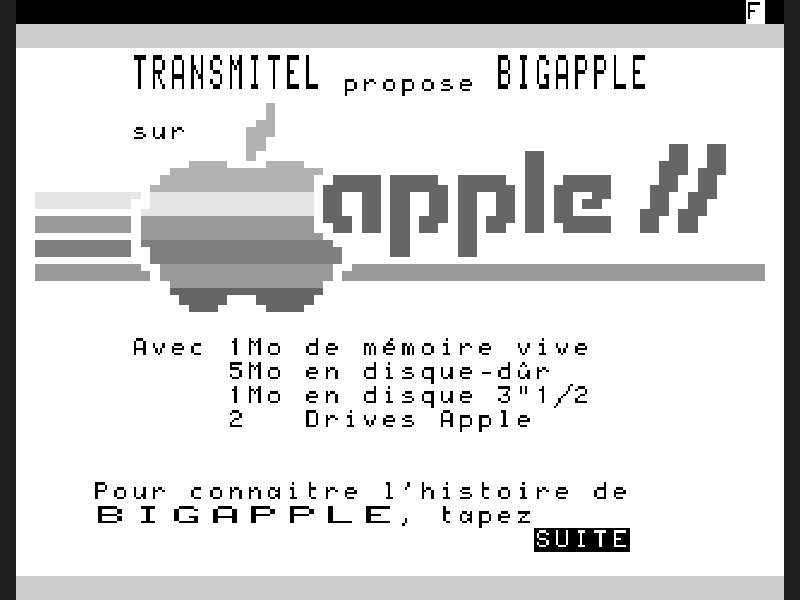 F
TRANSMITEL propose BIGAPPLE
sur
apple //
Avec 1Mo de mémoire vive
5Mo en disque-dûr
1Mo en disque 3"1/2
2 Drives Apple
Pour connaitre l'histoire de
BIGAPPLE, tapez
SUITE